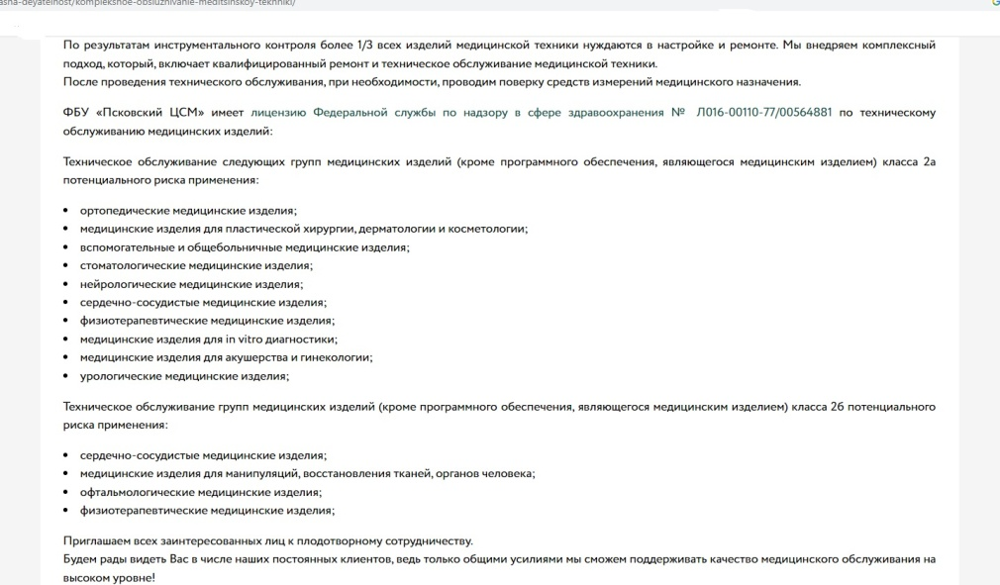 asha-deyatelnost/kompleksnoe-obsluzhivanie-meditsinskoy-tekhniki/
По результатам инструментального контроля более 1/3 всех изделий медицинской техники нуждаются в настройке и ремонте. Мы внедряем комплексный
подход, который, включает квалифицированный ремонт и техническое обслуживание медицинской техники.
После проведения технического обслуживания, при необходимости, проводим поверку средств измерений медицинского назначения.
ФБУ «Псковский ЦСМ» имеет лицензию Федеральной службы по надзору в сфере здравоохранения № Л016-00110-77/00564881 по техническому
обслуживанию медицинских изделий:
Техническое обслуживание следующих групп медицинских изделий (кроме программного обеспечения, являющегося медицинским изделием) класса 2а
потенциального риска применения:
• ортопедические медицинские изделия;
• медицинские изделия для пластической хирургии, дерматологии и косметологии;
• вспомогательные и общебольничные медицинские изделия;
• стоматологические медицинские изделия;
• нейрологические медицинские изделия;
• сердечно-сосудистые медицинские изделия;
• физиотерапевтические медицинские изделия;
• медицинские изделия для in vitro диагностики;
• медицинские изделия для акушерства и гинекологии;
• урологические медицинские изделия;
Техническое обслуживание групп медицинских изделий (кроме программного обеспечения, являющегося медицинским изделием) класса 2б потенциального
риска применения:
• сердечно-сосудистые медицинские изделия;
• медицинские изделия для манипуляций, восстановления тканей, органов человека;
• офтальмологические медицинские изделия;
• физиотерапевтические медицинские изделия;
Приглашаем всех заинтересованных лиц к плодотворному сотрудничеству.
Будем рады видеть Вас в числе наших постоянных клиентов, ведь только общими усилиями мы сможем поддерживать качество медицинского обслуживания на
высоком уровне!